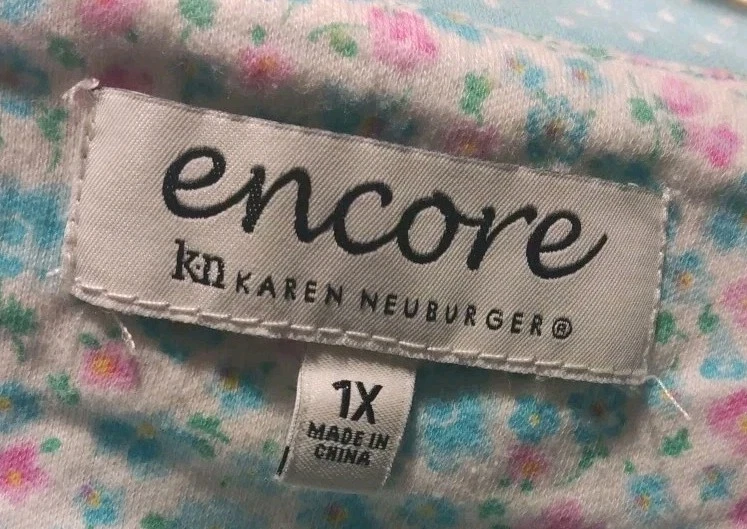 encore
k·n KAREN NEUBURGER®
1X
MADE IN
CHINA